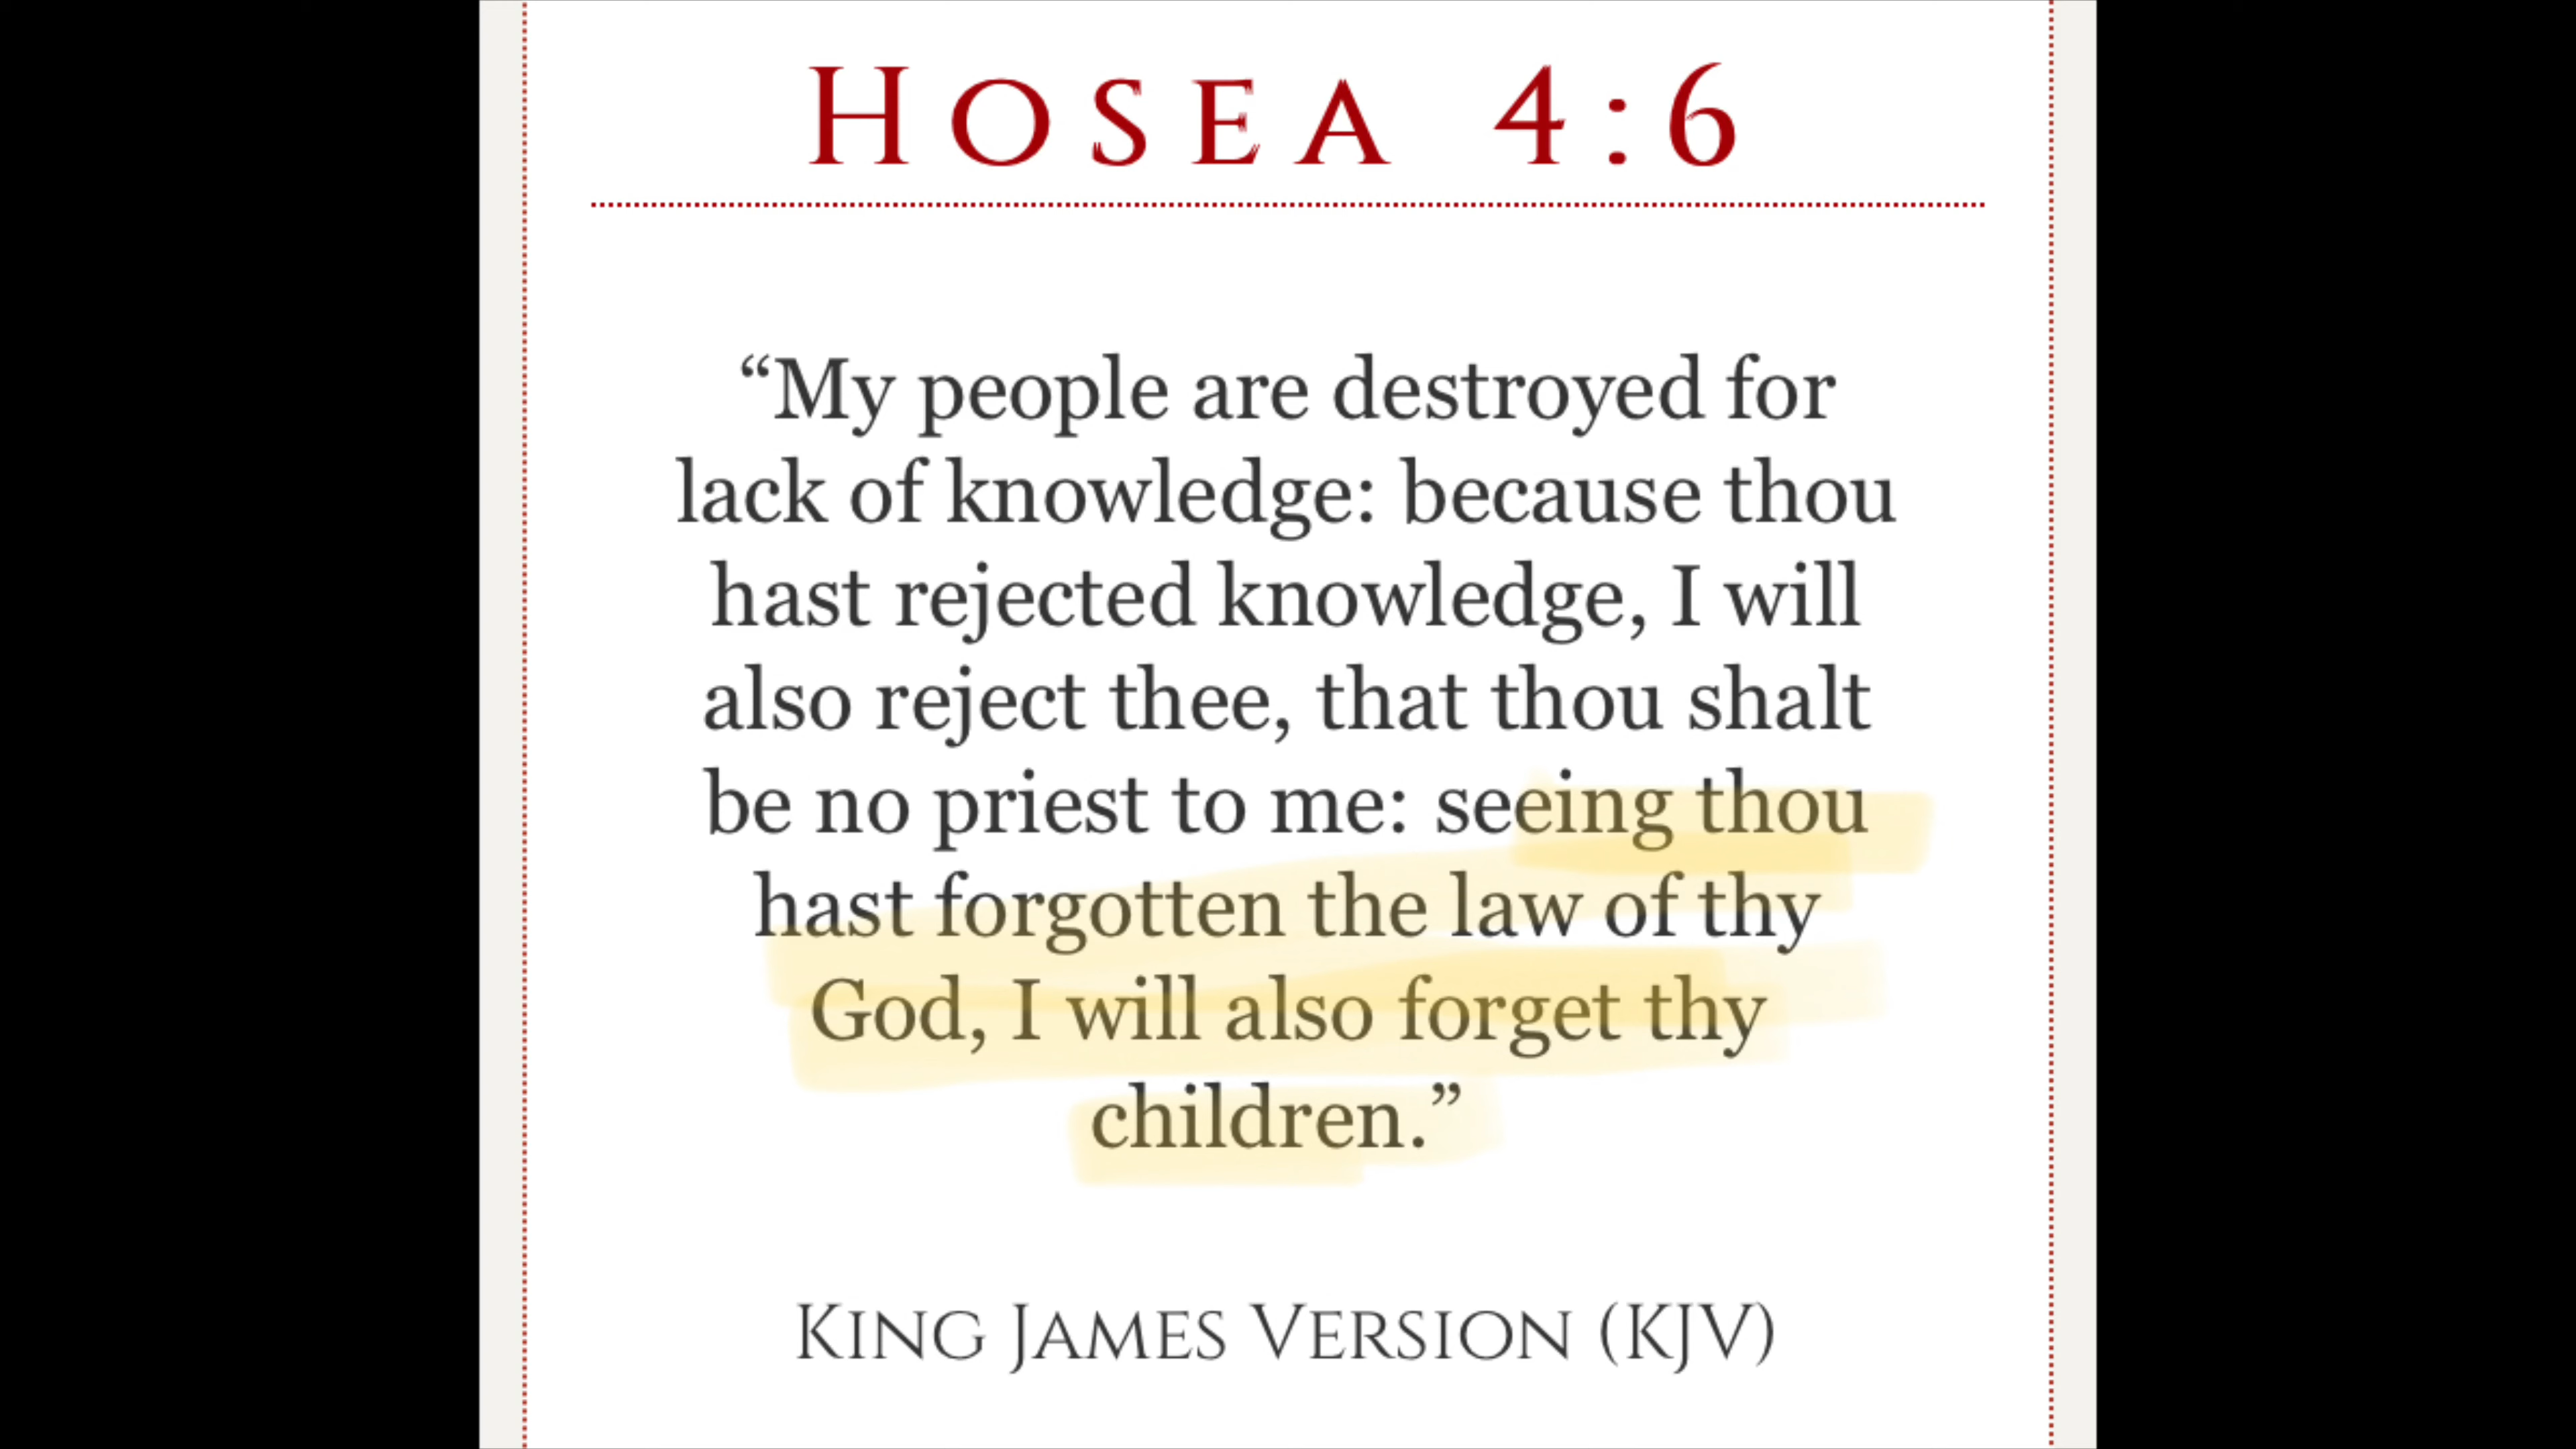 Hosea 4:6
“My people are destroyed for
lack of knowledge: because thou
hast rejected knowledge, I will
also reject thee, that thou shalt
be no priest to me: seeing thou
hast forgotten the law of thy
God, I will also forget thy
children.”
King James Version (KJV)